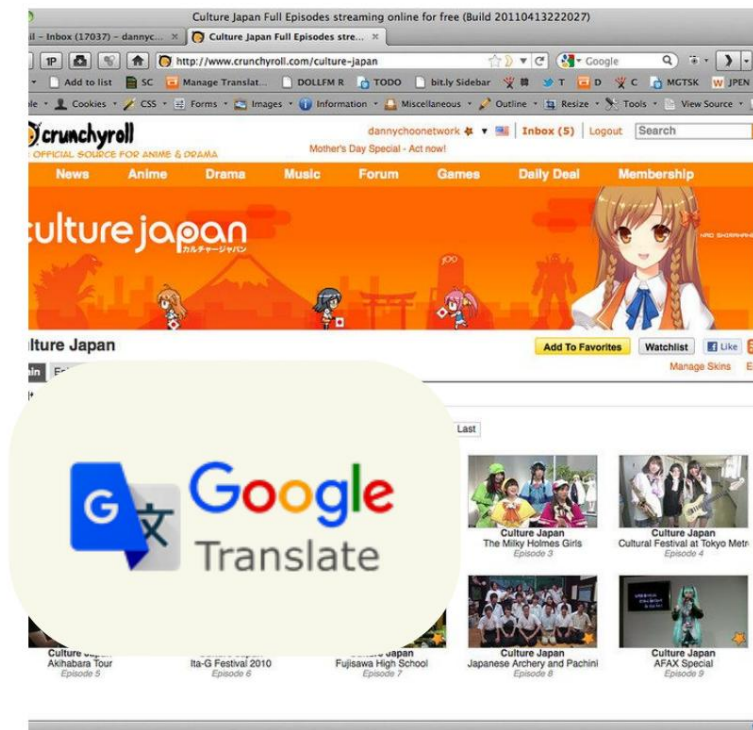 Culture Japan Full Episodes streaming online for free (Build 20110413222027)
Inbox (17037) – dannyc...
Culture Japan Full Episodes stre...
1P
http://www.crunchyroll.com/culture-japan
Google
Add to list SC Manage Translat... DOLLFM R TODO bit.ly Sidebar T D C MGTSK JPEN
Cookies CSS Forms Images Information Miscellaneous Outline Resize Tools View Source
crunchyroll
OFFICIAL SOURCE FOR ANIME & DRAMA
dannychoonetwork Inbox (5) Logout Search
Mother's Day Special - Act now!
News Anime Drama Music Forum Games Daily Deal Membership
culture japan
カルチャージャパン
lture Japan
Add To Favorites Watchlist Like
Manage Skins
Last
G 文 Google
Translate
Culture Japan
The Milky Holmes Girls
Episode 3
Culture Japan
Cultural Festival at Tokyo Metr
Episode 4
Akihabara Tour
Episode 5
Ita-G Festival 2010
Episode 6
Fujisawa High School
Episode 7
Culture Japan
Japanese Archery and Pachini
Episode 8
Culture Japan
AFAX Special
Episode 9